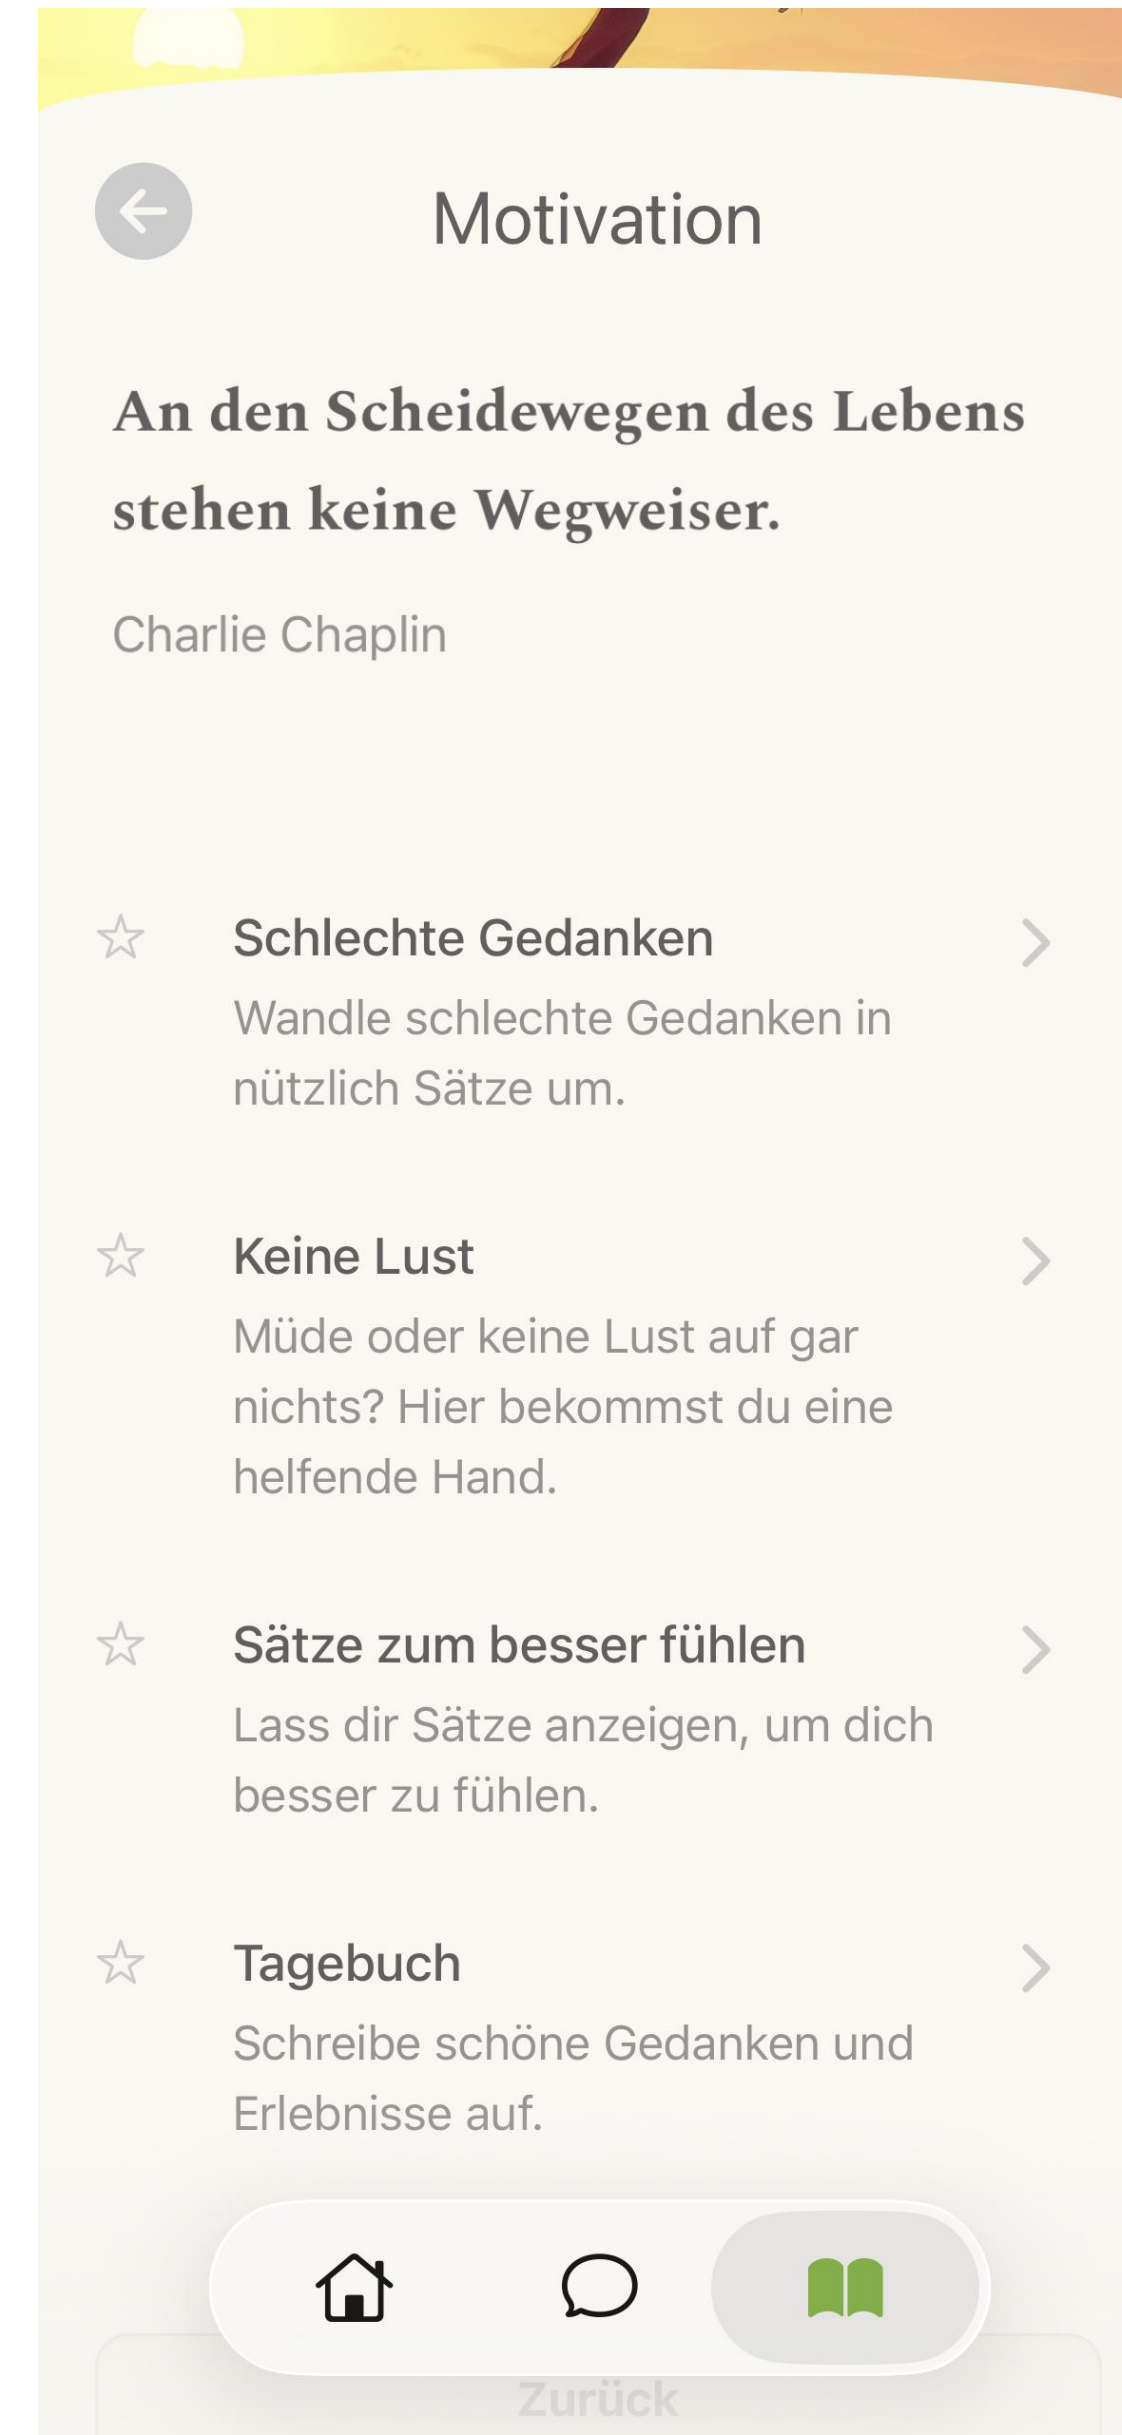 Motivation
An den Scheidewegen des Lebens
stehen keine Wegweiser.
Charlie Chaplin
Schlechte Gedanken
Wandle schlechte Gedanken in
nützlich Sätze um.
Keine Lust
Müde oder keine Lust auf gar
nichts? Hier bekommst du eine
helfende Hand.
Sätze zum besser fühlen
Lass dir Sätze anzeigen, um dich
besser zu fühlen.
Tagebuch
Schreibe schöne Gedanken und
Erlebnisse auf.
Zurück